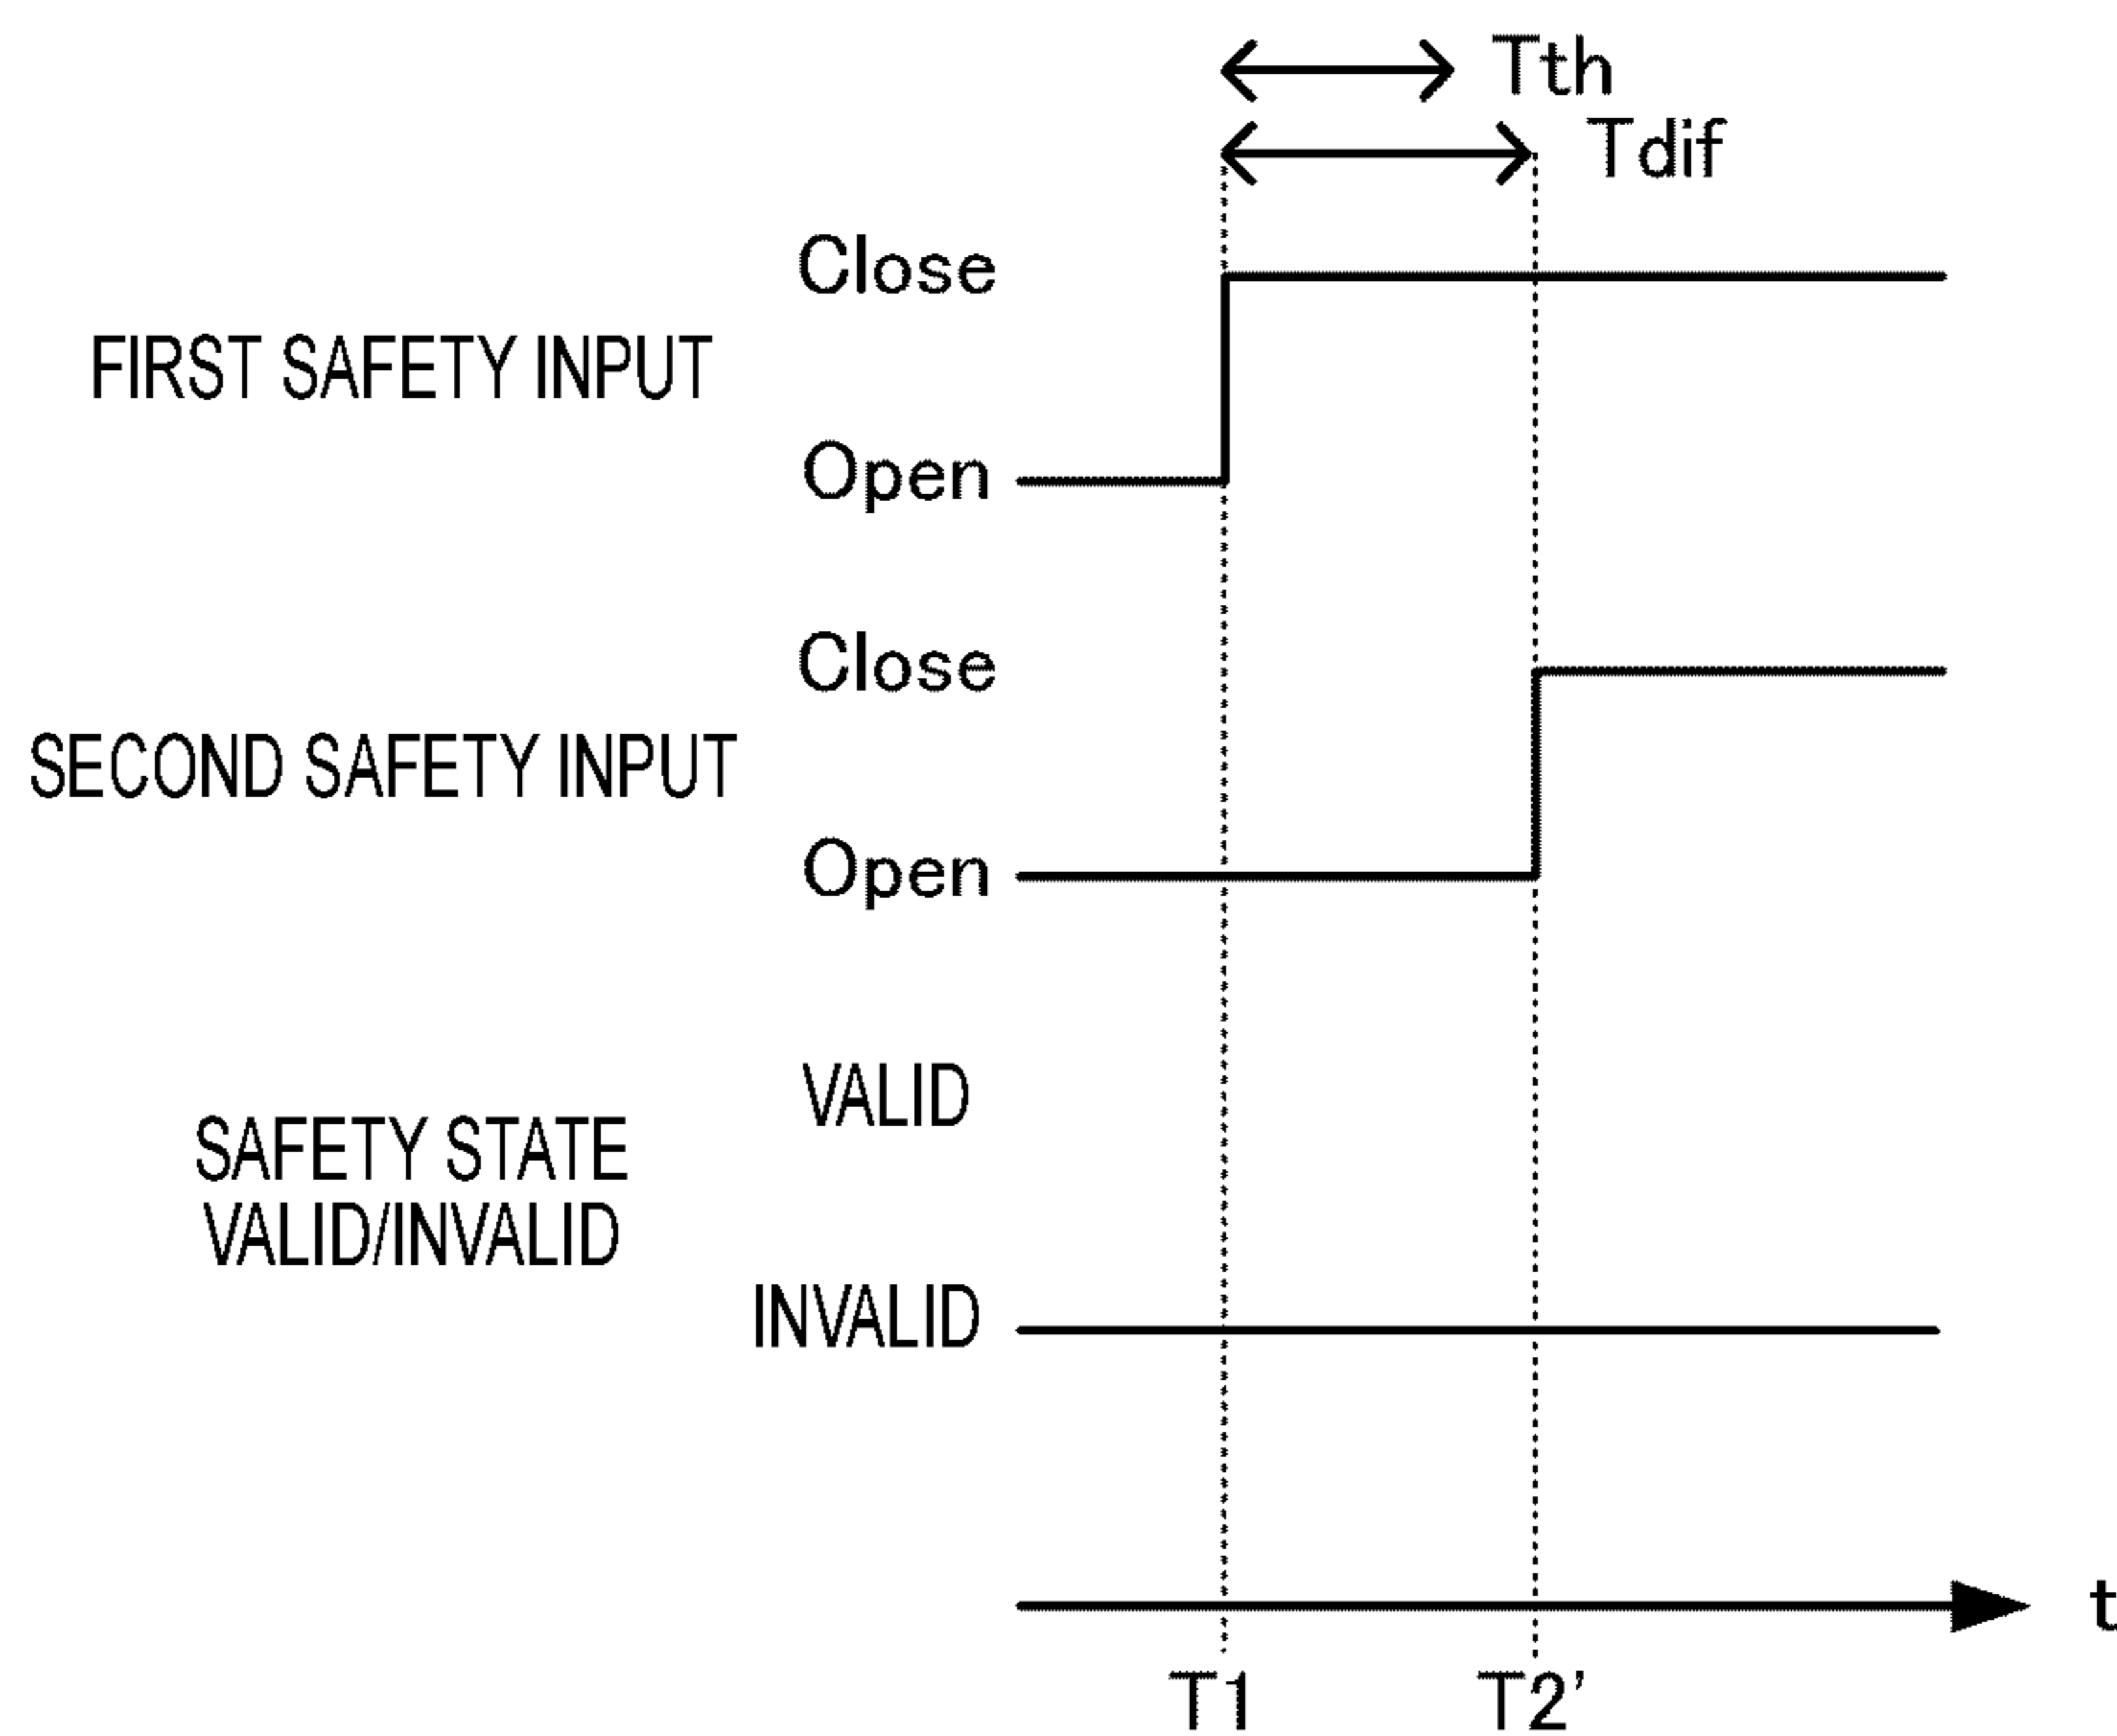 Tth
Tdif
Close
FIRST SAFETY INPUT
Open
Close
SECOND SAFETY INPUT
Open
VALID
SAFETY STATE
VALID/INVALID
INVALID
t
T1
T2'